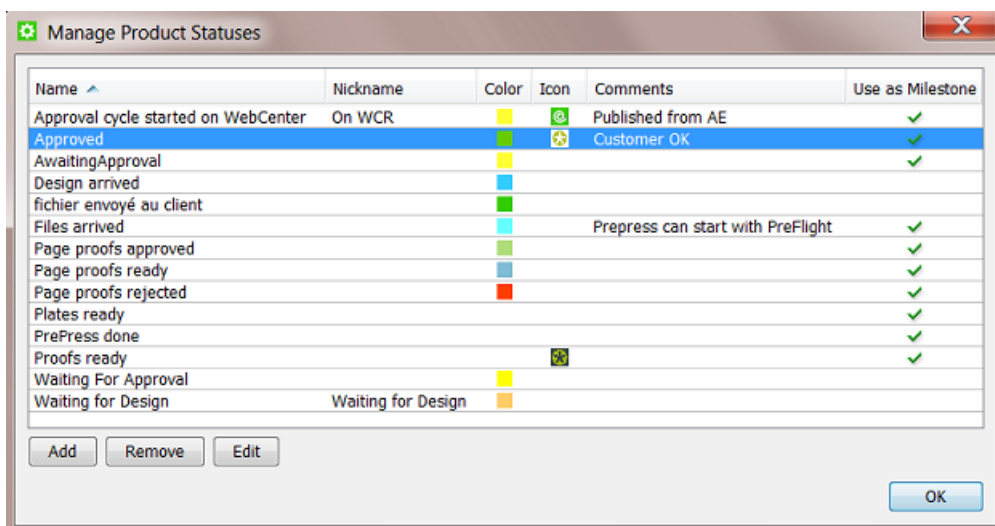 Manage Product Statuses
Name Nickname Color Icon Comments Use as Milestone
Approval cycle started on WebCenter On WCR Published from AE
Approved Customer OK
AwaitingApproval
Design arrived
fichier envoyé au client
Files arrived Prepress can start with PreFlight
Page proofs approved
Page proofs ready
Page proofs rejected
Plates ready
PrePress done
Proofs ready
Waiting For Approval
Waiting for Design Waiting for Design
Add Remove Edit
OK